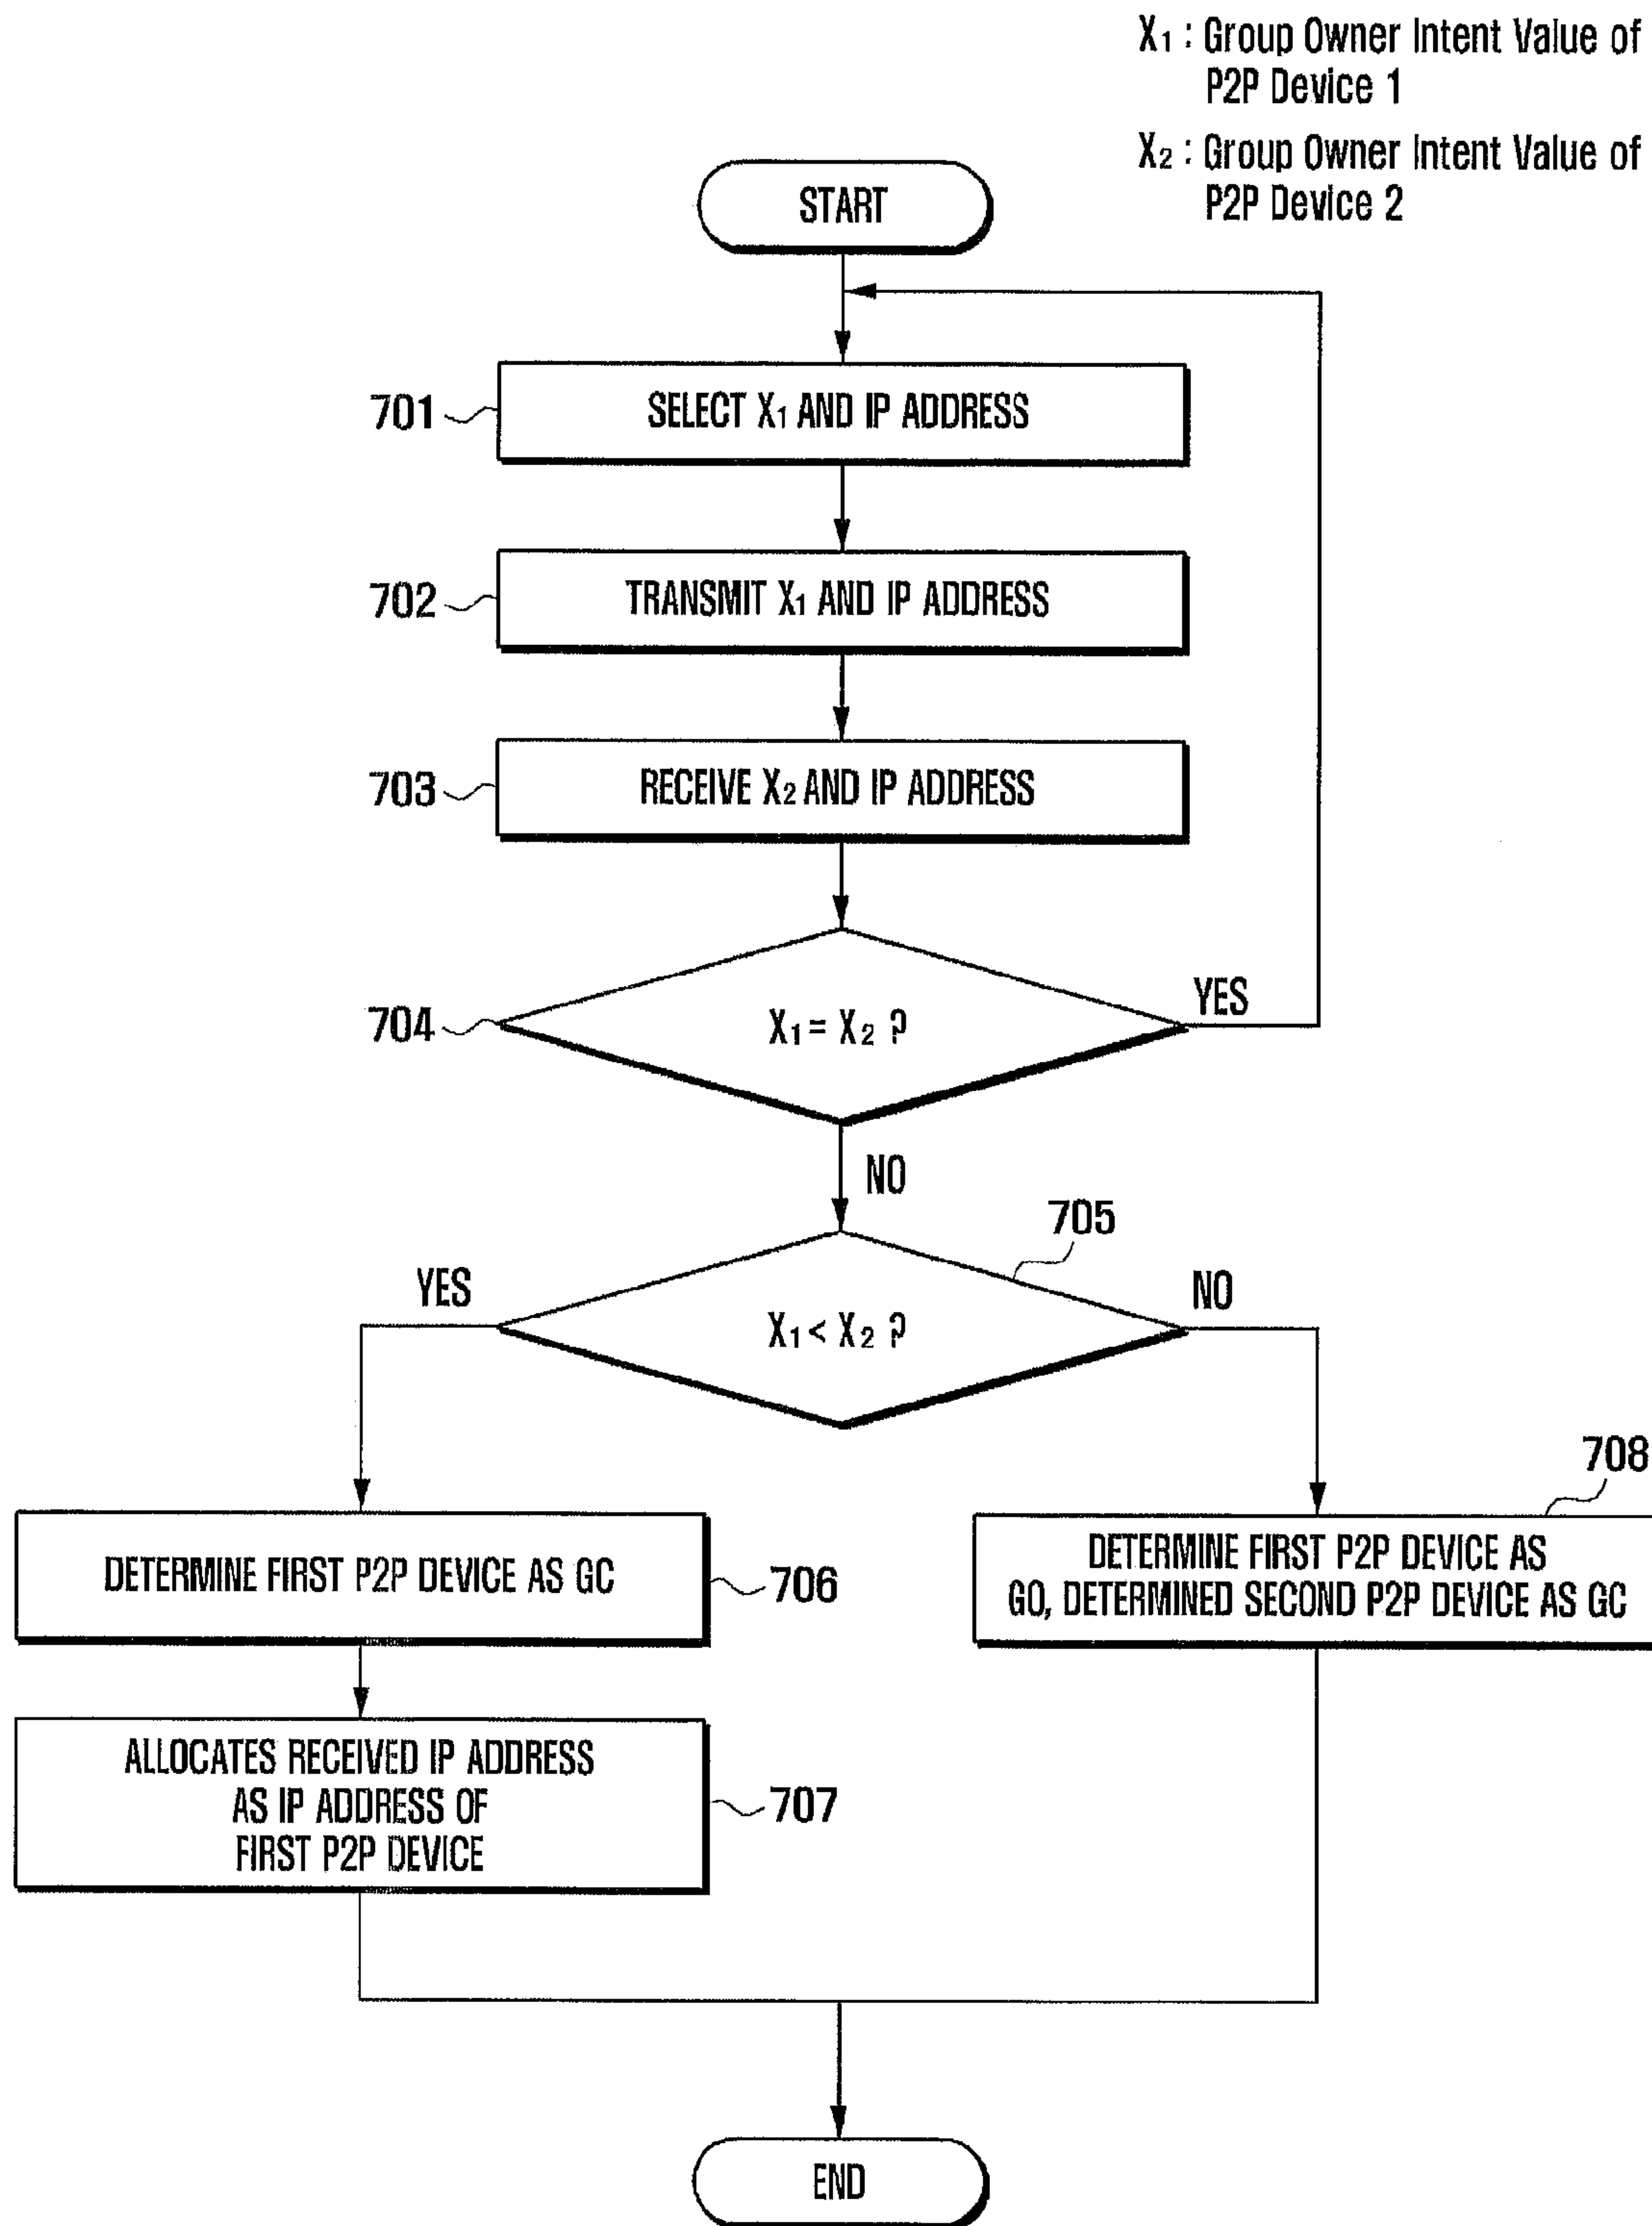 X1 : Group Owner Intent Value of
P2P Device 1
X2 : Group Owner Intent Value of
P2P Device 2
START
701
SELECT X1 AND IP ADDRESS
702
TRANSMIT X1 AND IP ADDRESS
703
RECEIVE X2 AND IP ADDRESS
704
X1 = X2 ?
YES
NO
705
YES
X1 < X2 ?
NO
708
DETERMINE FIRST P2P DEVICE AS GC
706
DETERMINE FIRST P2P DEVICE AS
GO, DETERMINED SECOND P2P DEVICE AS GC
ALLOCATES RECEIVED IP ADDRESS
AS IP ADDRESS OF
FIRST P2P DEVICE
707
END